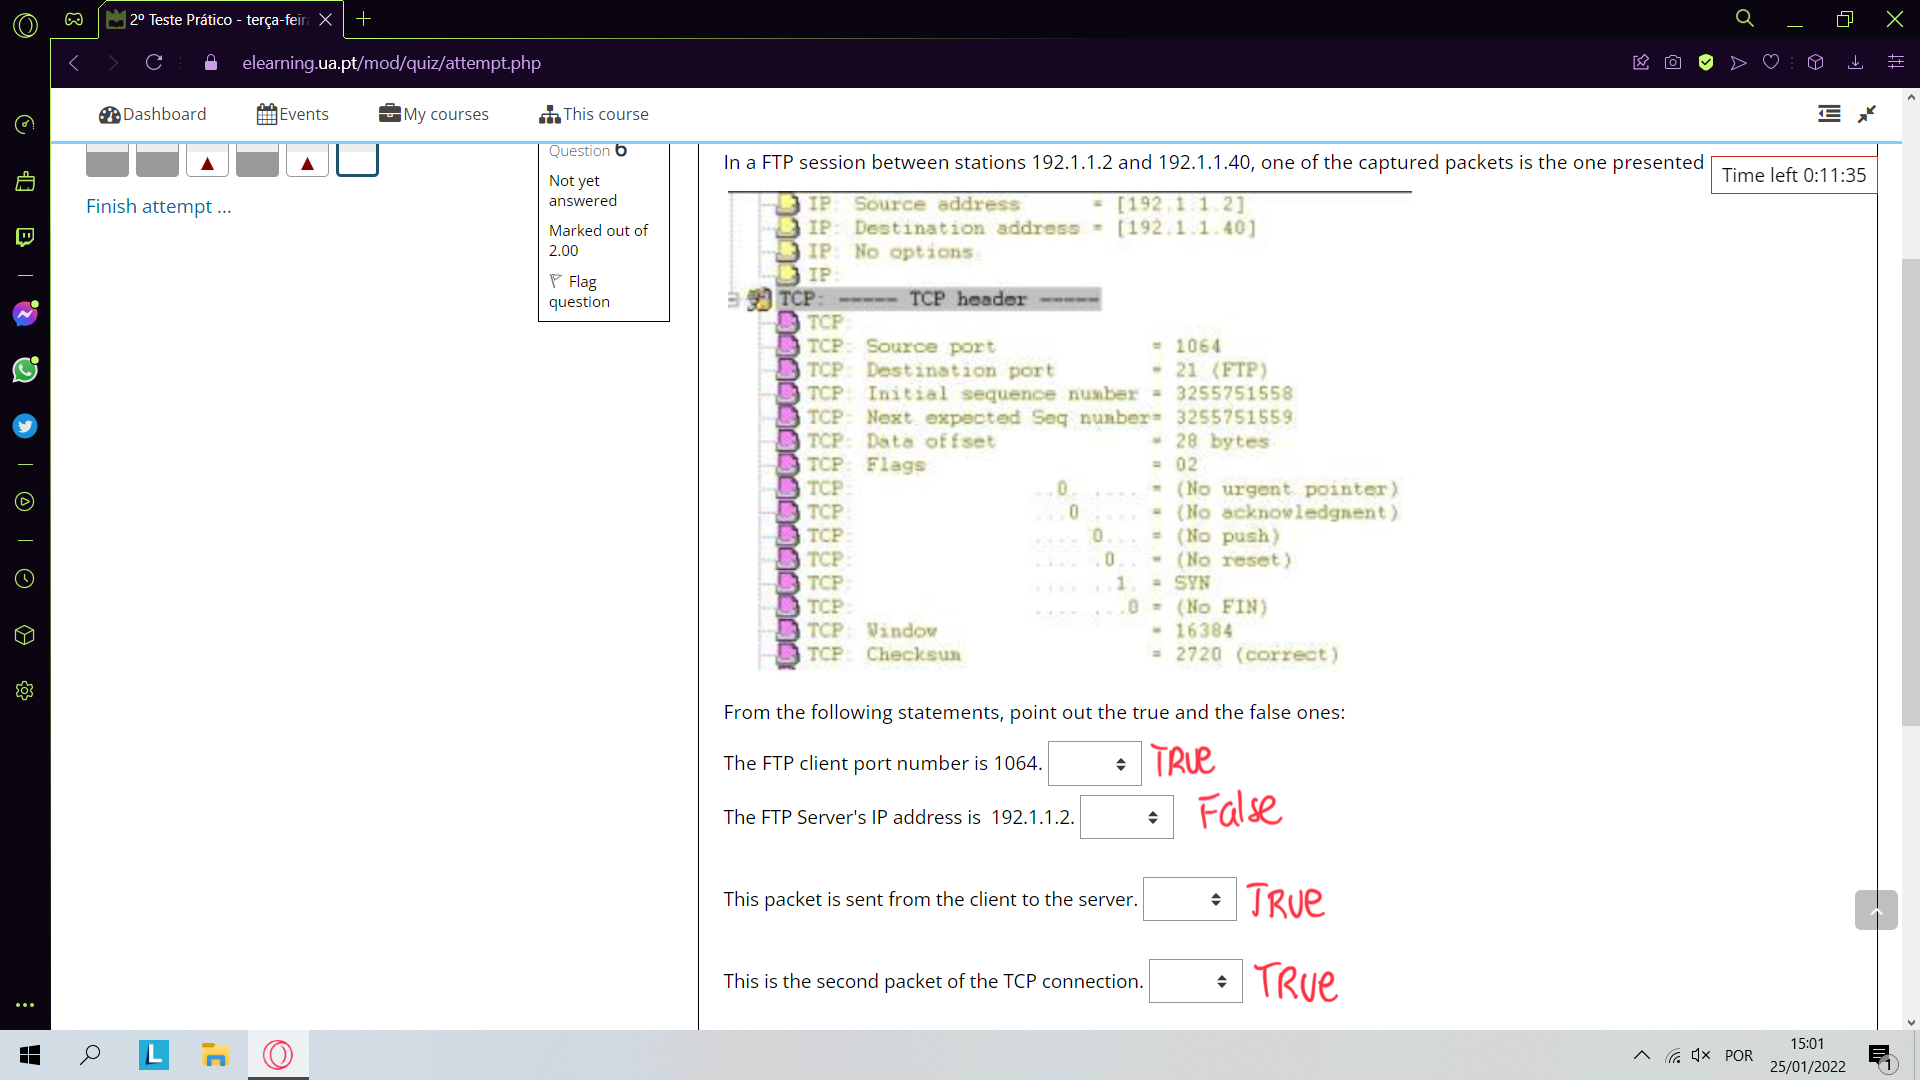 2º Teste Prático - terça-feir
elearning.ua.pt/mod/quiz/attempt.php
Dashboard
Events
My courses
This course
Finish attempt ...
Question 6
Not yet
answered
Marked out of
2.00
Flag
question
In a FTP session between stations 192.1.1.2 and 192.1.1.40, one of the captured packets is the one presented
Time left 0:11:35
IP: Source address = [192.1.1.2]
IP: Destination address = [192.1.1.40]
IP: No options
IP:
TCP: ----- TCP header -----
TCP:
TCP: Source port = 1064
TCP: Destination port = 21 (FTP)
TCP: Initial sequence number = 3255751558
TCP: Next expected Seq number= 3255751559
TCP: Data offset = 28 bytes
TCP: Flags = 02
TCP: ..0. .... = (No urgent pointer)
TCP: ...0 .... = (No acknowledgment)
TCP: .... 0... = (No push)
TCP: .... .0.. = (No reset)
TCP: .... ..1. = SYN
TCP: .... ...0 = (No FIN)
TCP: Window = 16384
TCP: Checksum = 2720 (correct)
From the following statements, point out the true and the false ones:
The FTP client port number is 1064. TRUE
The FTP Server's IP address is 192.1.1.2. False
This packet is sent from the client to the server. TRUE
This is the second packet of the TCP connection. TRUE
L
POR
15:01
25/01/2022
1